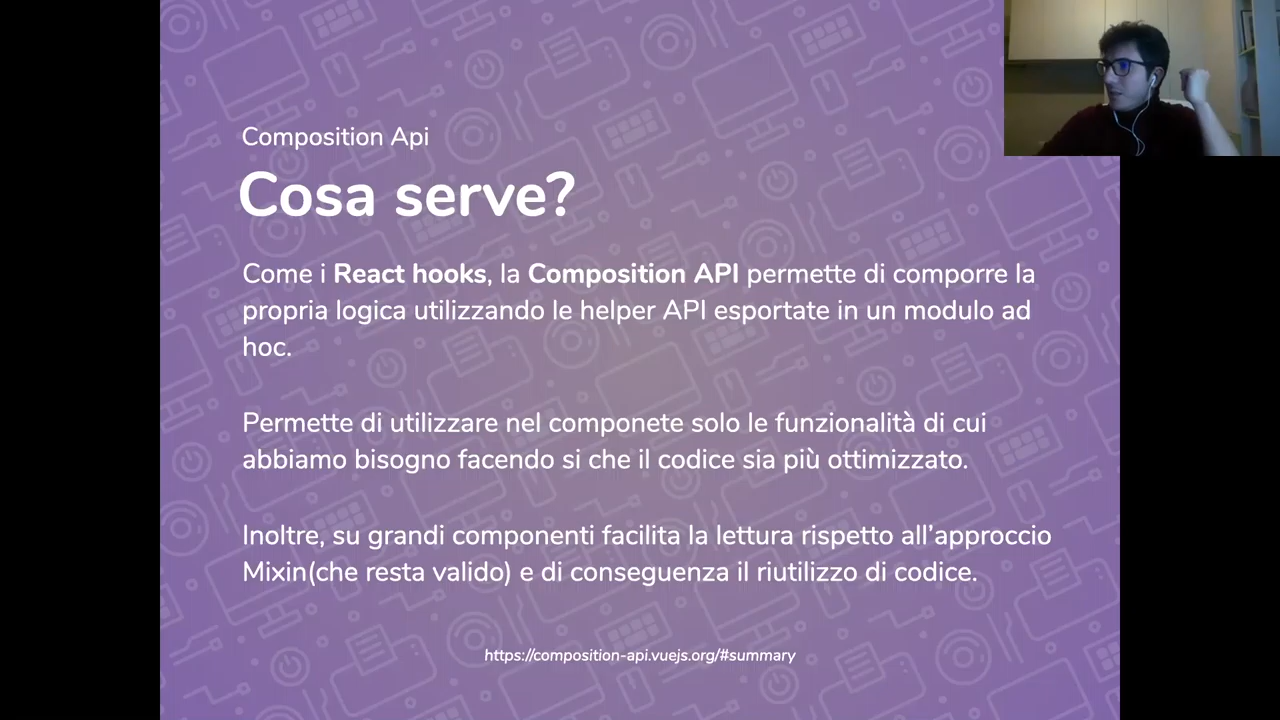 Composition Api
Cosa serve?
Come i React hooks, la Composition API permette di comporre la
propria logica utilizzando le helper API esportate in un modulo ad
hoc.
Permette di utilizzare nel componete solo le funzionalità di cui
abbiamo bisogno facendo si che il codice sia più ottimizzato.
Inoltre, su grandi componenti facilita la lettura rispetto all'approccio
Mixin(che resta valido) e di conseguenza il riutilizzo di codice.
https://composition-api.vuejs.org/#summary